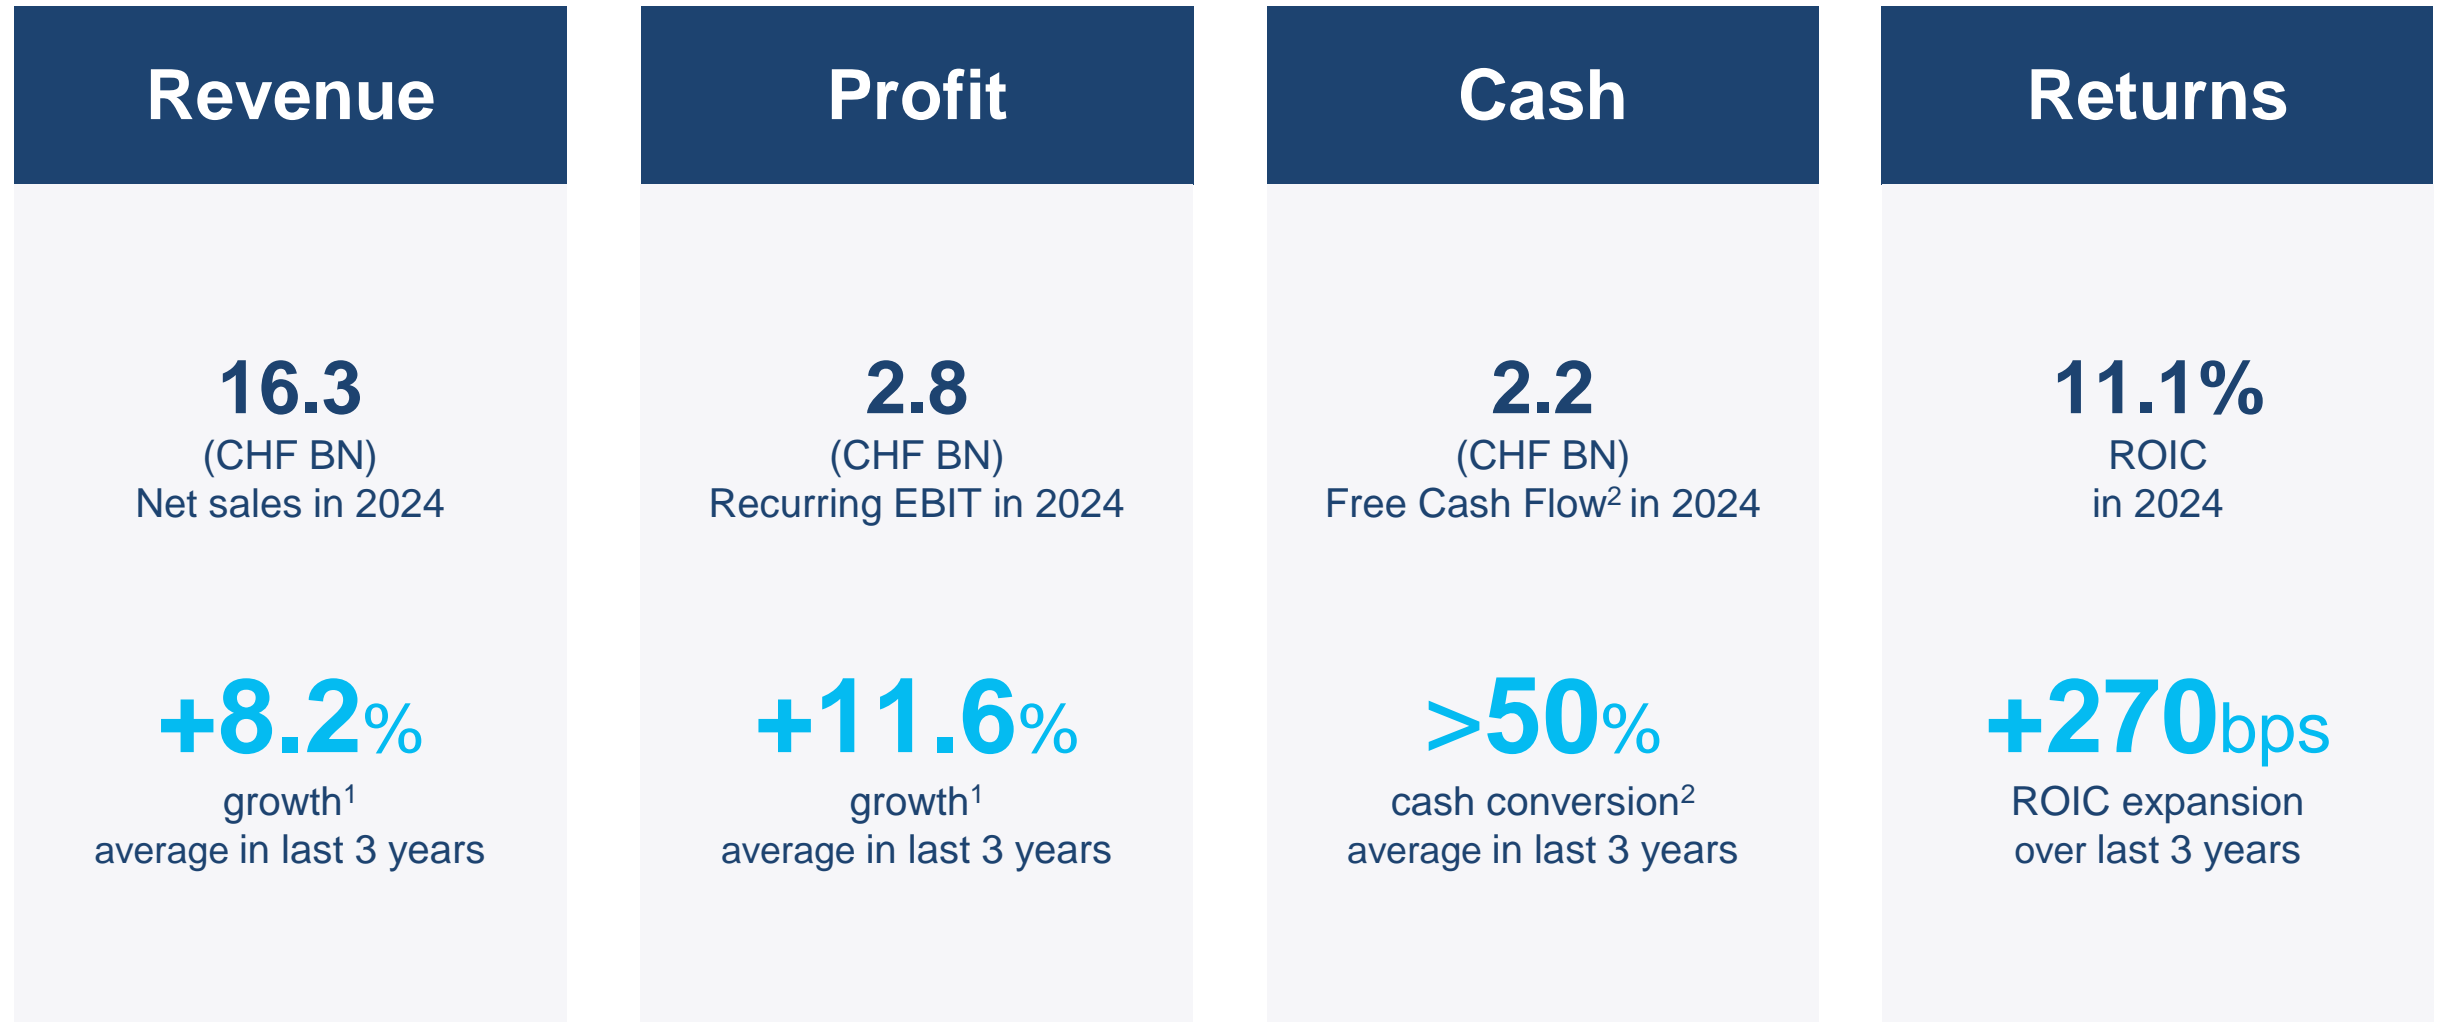 Revenue
16.3
(CHF BN)
Net sales in 2024
+8.2%
growth¹
average in last 3 years
Profit
2.8
(CHF BN)
Recurring EBIT in 2024
+11.6%
growth¹
average in last 3 years
Cash
2.2
(CHF BN)
Free Cash Flow² in 2024
>50%
cash conversion²
average in last 3 years
Returns
11.1%
ROIC
in 2024
+270bps
ROIC expansion
over last 3 years